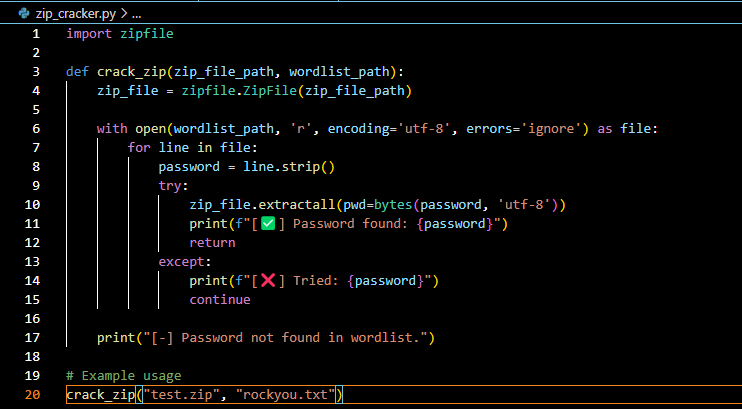 zip_cracker.py > ...
1 import zipfile
2
3 def crack_zip(zip_file_path, wordlist_path):
4     zip_file = zipfile.ZipFile(zip_file_path)
5
6     with open(wordlist_path, 'r', encoding='utf-8', errors='ignore') as file:
7         for line in file:
8             password = line.strip()
9             try:
10                 zip_file.extractall(pwd=bytes(password, 'utf-8'))
11                 print(f"[✅] Password found: {password}")
12                 return
13             except:
14                 print(f"[❌] Tried: {password}")
15                 continue
16
17     print("[-] Password not found in wordlist.")
18
19 # Example usage
20 crack_zip("test.zip", "rockyou.txt")